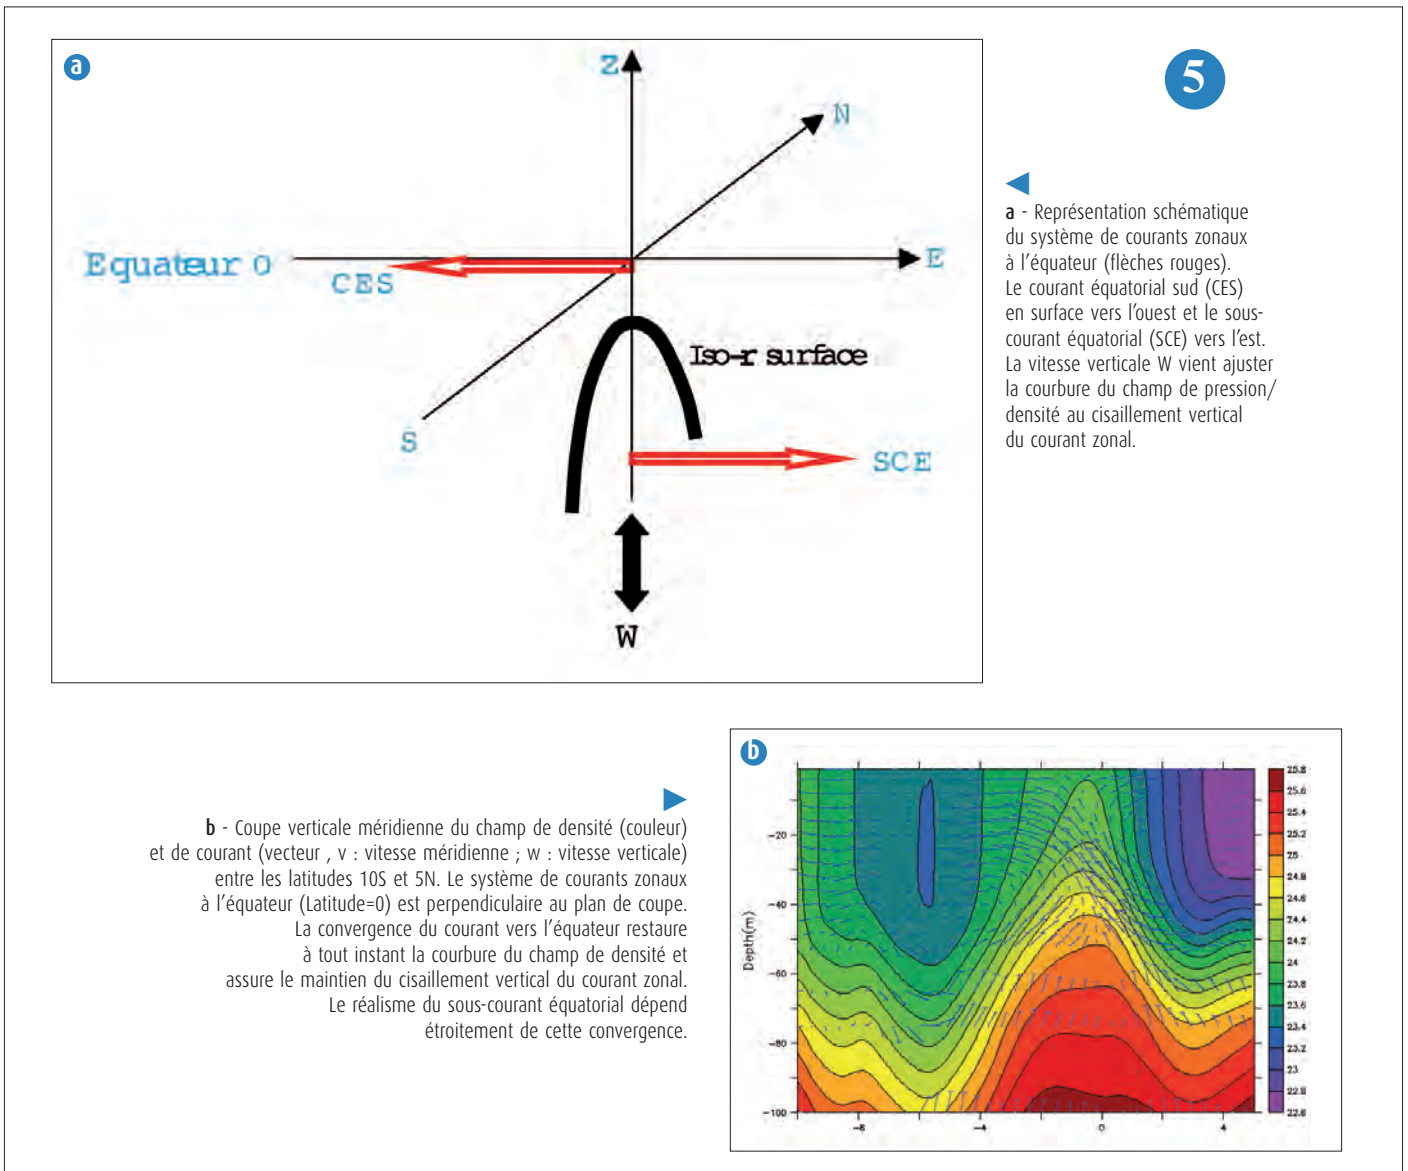 a
5
Z
N
Equateur O
CES
E
Iso-r surface
S
SCE
W
a - Représentation schématique
du système de courants zonaux
à l'équateur (flèches rouges).
Le courant équatorial sud (CES)
en surface vers l'ouest et le sous-
courant équatorial (SCE) vers l'est.
La vitesse verticale W vient ajuster
la courbure du champ de pression/
densité au cisaillement vertical
du courant zonal.
b - Coupe verticale méridienne du champ de densité (couleur)
et de courant (vecteur , v : vitesse méridienne ; w : vitesse verticale)
entre les latitudes 10S et 5N. Le système de courants zonaux
à l'équateur (Latitude=0) est perpendiculaire au plan de coupe.
La convergence du courant vers l'équateur restaure
à tout instant la courbure du champ de densité et
assure le maintien du cisaillement vertical du courant zonal.
Le réalisme du sous-courant équatorial dépend
étroitement de cette convergence.
b
Depth(m)
-20
-40
-60
-80
-100
-8
-4
0
4
25.8
25.6
25.4
25.2
25
24.8
24.6
24.4
24.2
24
23.8
23.6
23.4
23.2
23
22.8
22.6